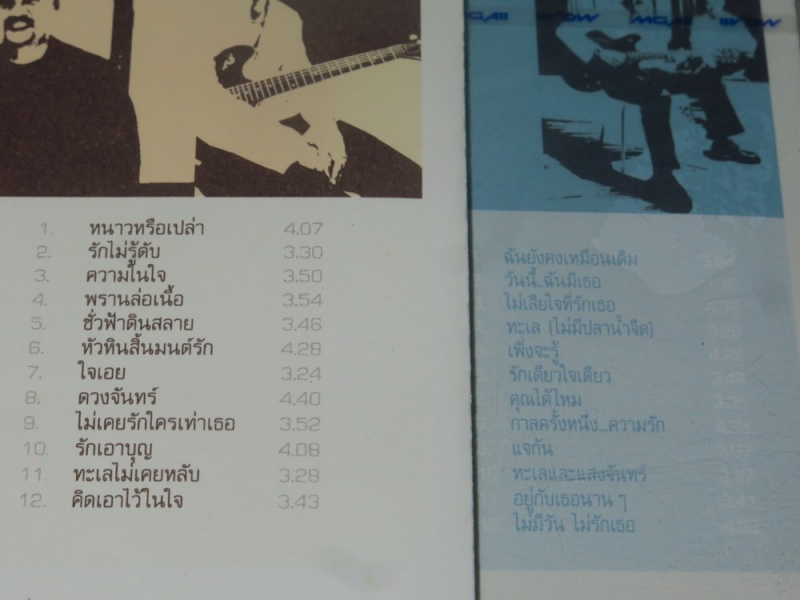 1. หนาวหรือเปล่า 4.07
2. รักไม่รู้ดับ 3.30
3. ความในใจ 3.50
4. พรานล่อเนื้อ 3.54
5. ชั่วฟ้าดินสลาย 3.46
6. หัวหินสิ้นมนต์รัก 4.28
7. ใจเอย 3.24
8. ดวงจันทร์ 4.40
9. ไม่เคยรักใครเท่าเธอ 3.52
10. รักเอาบุญ 4.08
11. ทะเลไม่เคยหลับ 3.28
12. คิดเอาไว้ในใจ 3.43
MGA
ฉันยังคงเหมือนเดิม
วันนี้..ฉันมีเธอ
ไม่เสียใจที่รักเธอ
ทะเล (ไม่มีปลาน้ำจืด)
เพิ่งจะรู้
รักเดียวใจเดียว
คุณได้ไหม
กาลครั้งหนึ่ง...ความรัก
แจกัน
ทะเลและแสงจันทร์
อยู่กับเธอนาน ๆ
ไม่มีวัน ไม่รักเธอ